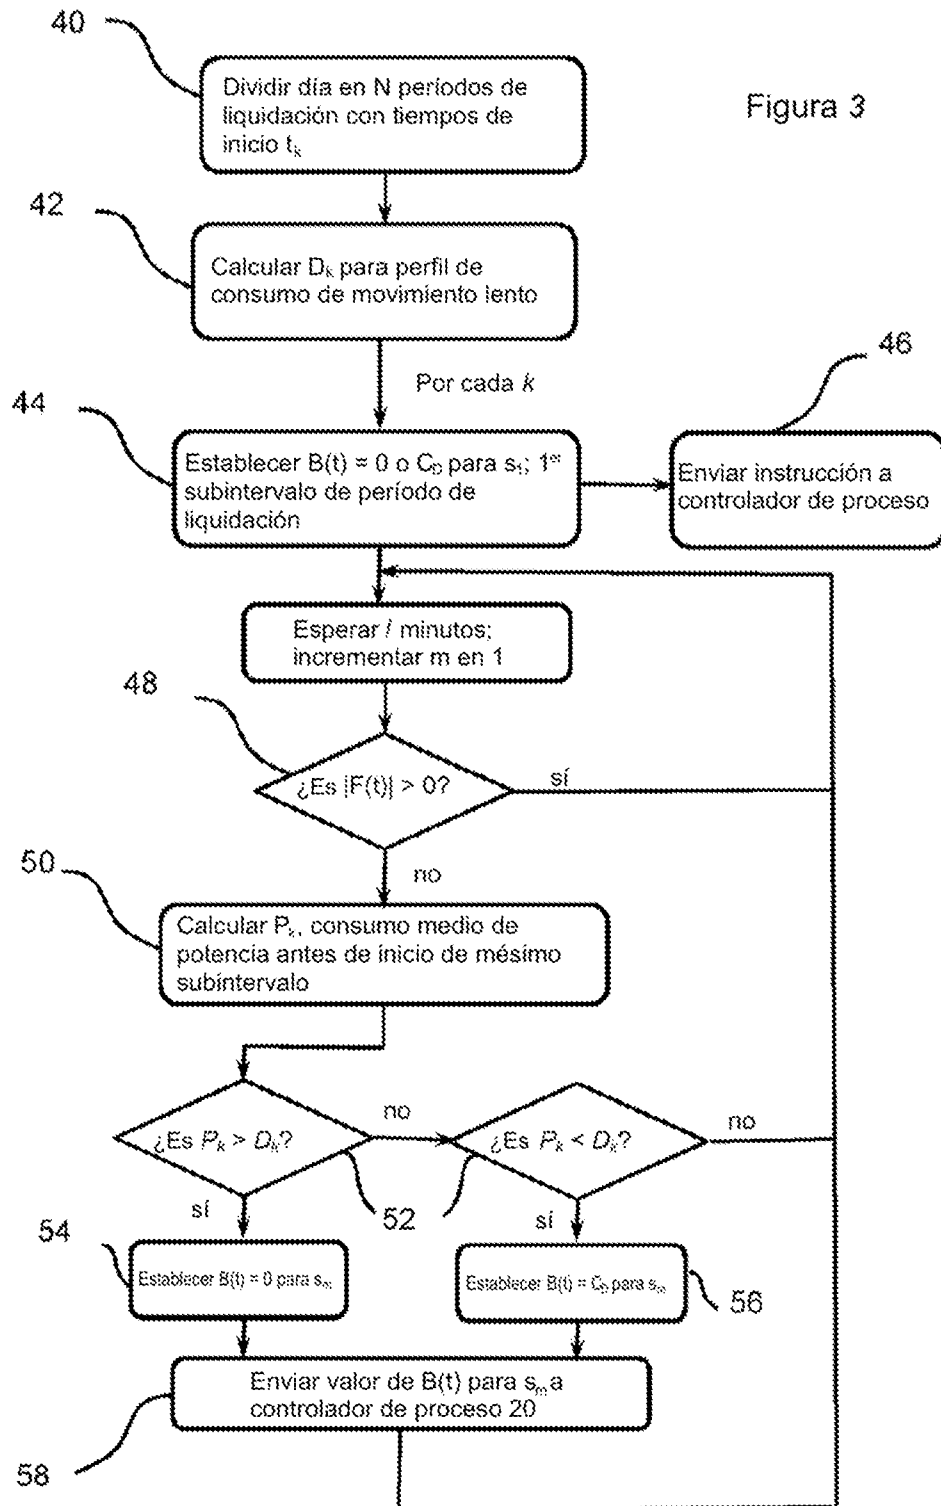 40
Dividir día en N períodos de
liquidación con tiempos de
inicio tₖ
Figura 3
42
Calcular Dₖ para perfil de
consumo de movimiento lento
Por cada k
44
Establecer B(t) = 0 o C_D para s₁; 1ᵉʳ
subintervalo de período de
liquidación
46
Enviar instrucción a
controlador de proceso
Esperar / minutos;
incrementar m en 1
48
¿Es |F(t)| > 0?
sí
no
50
Calcular Pₖ, consumo medio de
potencia antes de inicio de mésimo
subintervalo
¿Es Pₖ > Dₖ?
no
¿Es Pₖ < Dₖ?
no
52
sí
sí
54
Establecer B(t) = 0 para sₘ
Establecer B(t) = C_D para sₘ
56
Enviar valor de B(t) para sₘ a
controlador de proceso 20
58